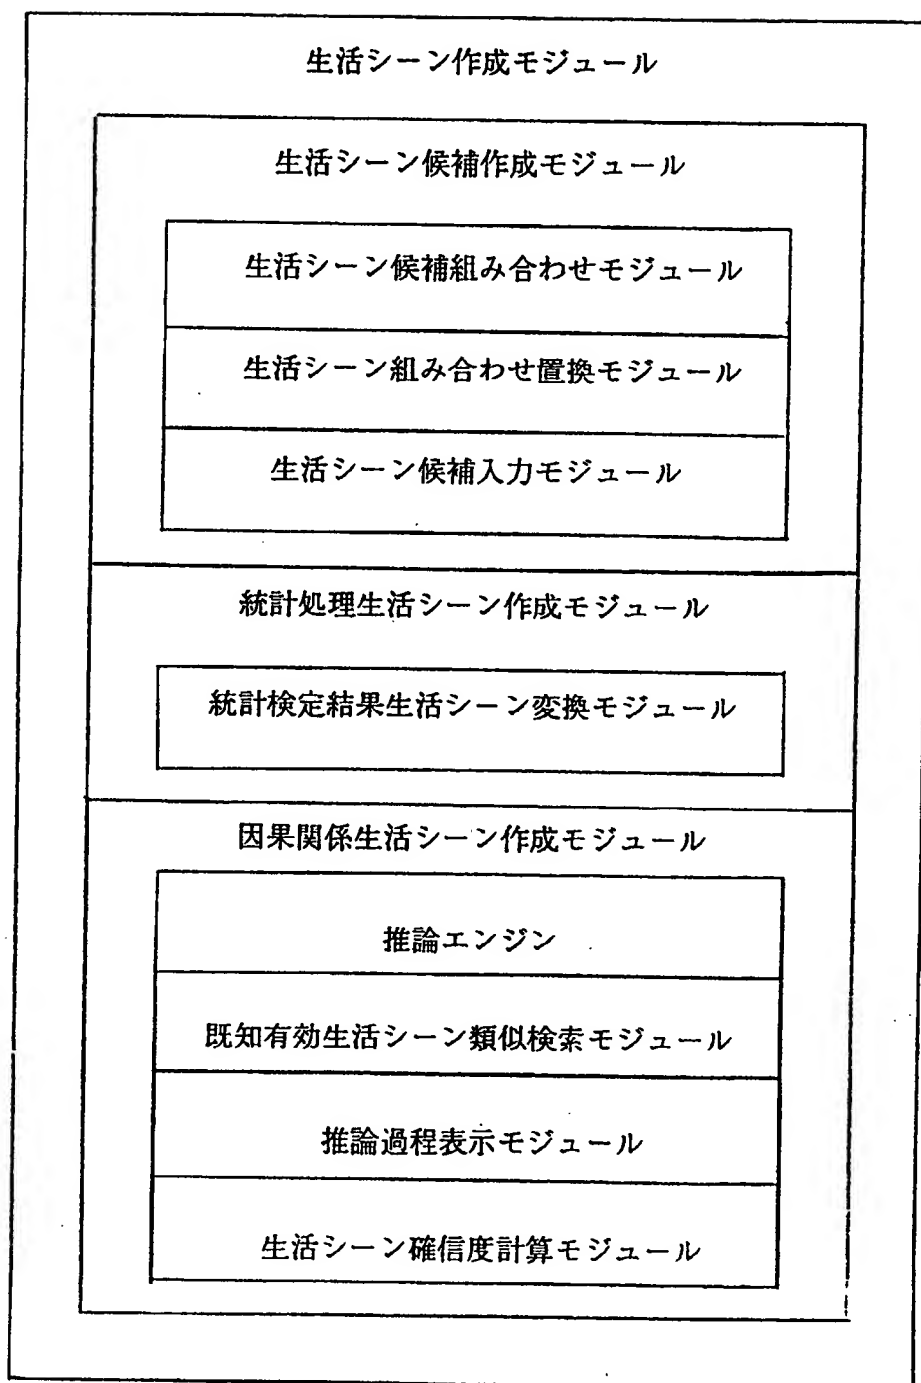 生活シーン作成モジュール
生活シーン候補作成モジュール
生活シーン候補組み合わせモジュール
生活シーン組み合わせ置換モジュール
生活シーン候補入力モジュール
統計処理生活シーン作成モジュール
統計検定結果生活シーン変換モジュール
因果関係生活シーン作成モジュール
推論エンジン
既知有効生活シーン類似検索モジュール
推論過程表示モジュール
生活シーン確信度計算モジュール